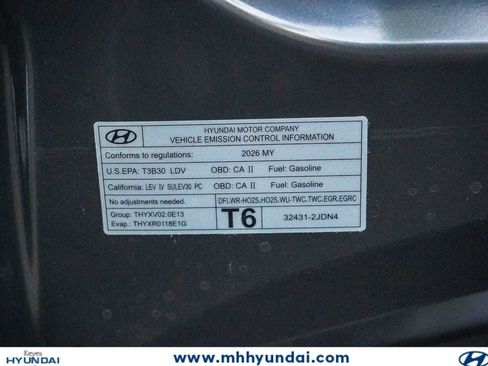 HYUNDAI MOTOR COMPANY
VEHICLE EMISSION CONTROL INFORMATION
Conforms to regulations: 2026 MY
U.S.EPA: T3B30 LDV OBD: CA II Fuel: Gasoline
California: LEV IV SULEV30 PC OBD: CA II Fuel: Gasoline
No adjustments needed. DFI,WR-HO2S,HO2S,WU-TWC,TWC,EGR,EGRC
Group: THYXV02.0E13
Evap.: THYXR0118E1G
T6 32431-2JDN4
Keyes
HYUNDAI
www.mhhyundai.com
HYUNDAI